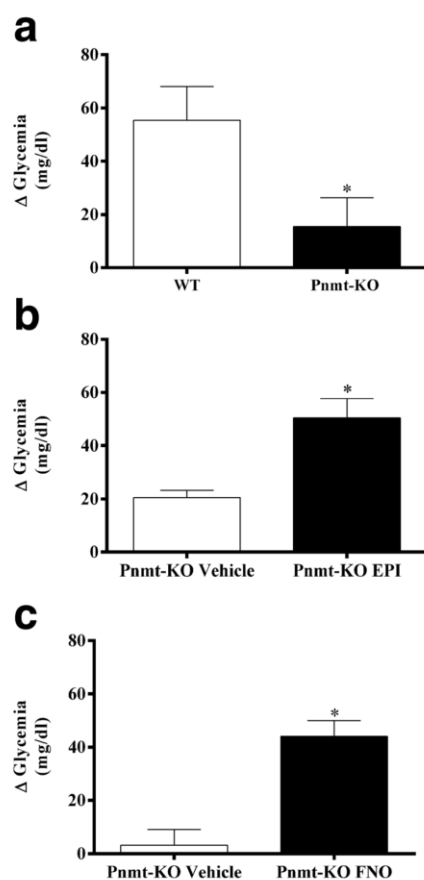 a
80
60
40
20
0
Δ Glycemia
(mg/dl)
*
WT Pnmt-KO
b
80
60
40
20
0
Δ Glycemia
(mg/dl)
*
Pnmt-KO Vehicle Pnmt-KO EPI
c
80
60
40
20
0
Δ Glycemia
(mg/dl)
*
Pnmt-KO Vehicle Pnmt-KO FNO